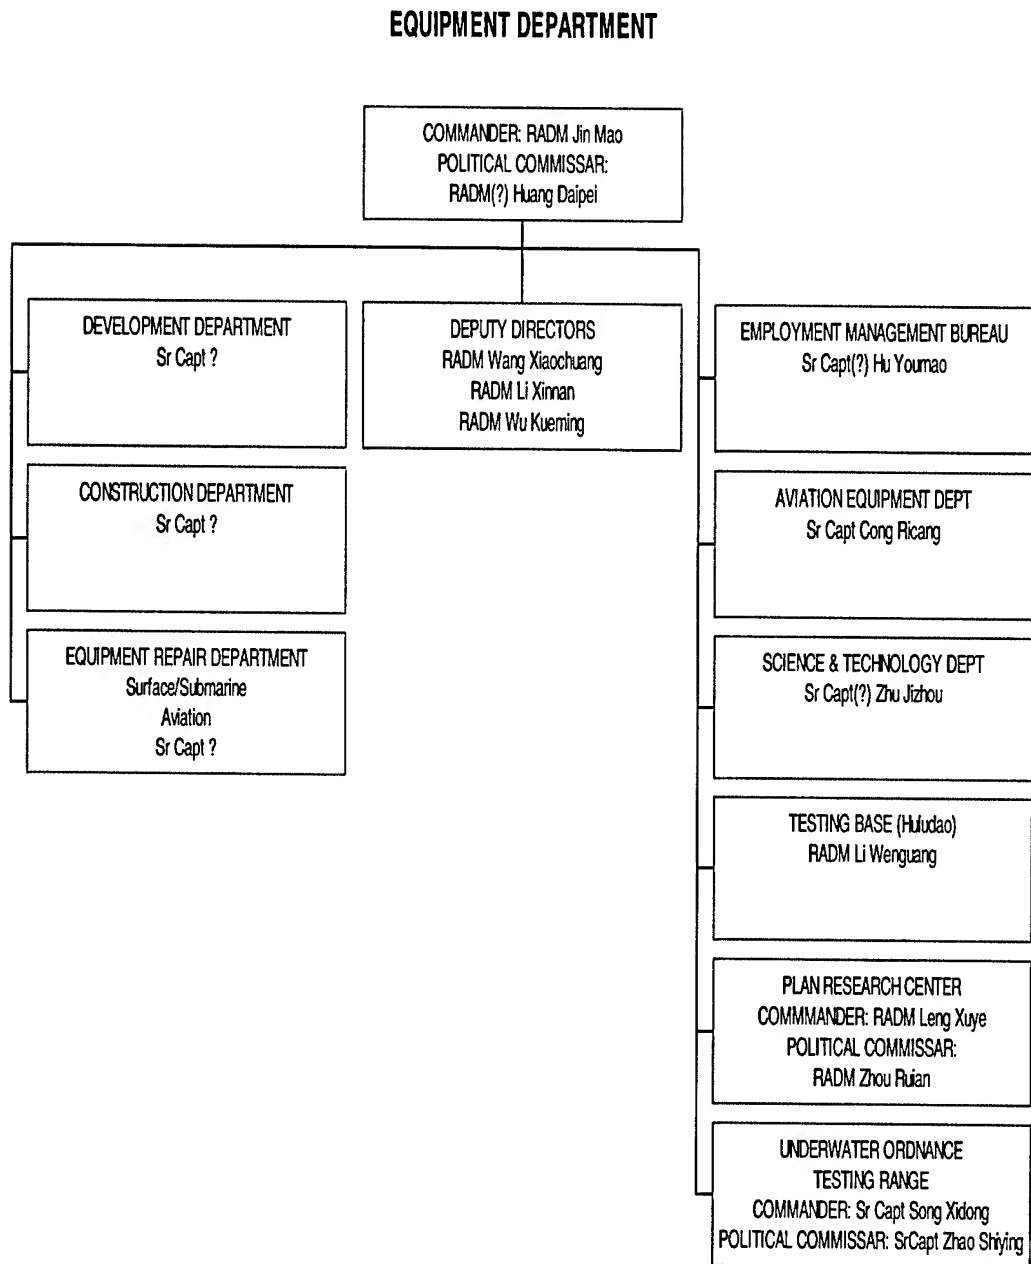 EQUIPMENT DEPARTMENT
COMMANDER: RADM Jin Mao
POLITICAL COMMISSAR:
RADM(?) Huang Daipei
DEVELOPMENT DEPARTMENT
Sr Capt ?
CONSTRUCTION DEPARTMENT
Sr Capt ?
EQUIPMENT REPAIR DEPARTMENT
Surface/Submarine
Aviation
Sr Capt ?
DEPUTY DIRECTORS
RADM Wang Xiaochuang
RADM Li Xinnan
RADM Wu Kueming
EMPLOYMENT MANAGEMENT BUREAU
Sr Capt(?) Hu Youmao
AVIATION EQUIPMENT DEPT
Sr Capt Cong Ricang
SCIENCE & TECHNOLOGY DEPT
Sr Capt(?) Zhu Jizhou
TESTING BASE (Huludao)
RADM Li Wenguang
PLAN RESEARCH CENTER
COMMMANDER: RADM Leng Xuye
POLITICAL COMMISSAR:
RADM Zhou Ruian
UNDERWATER ORDNANCE
TESTING RANGE
COMMANDER: Sr Capt Song Xidong
POLITICAL COMMISSAR: SrCapt Zhao Shiying